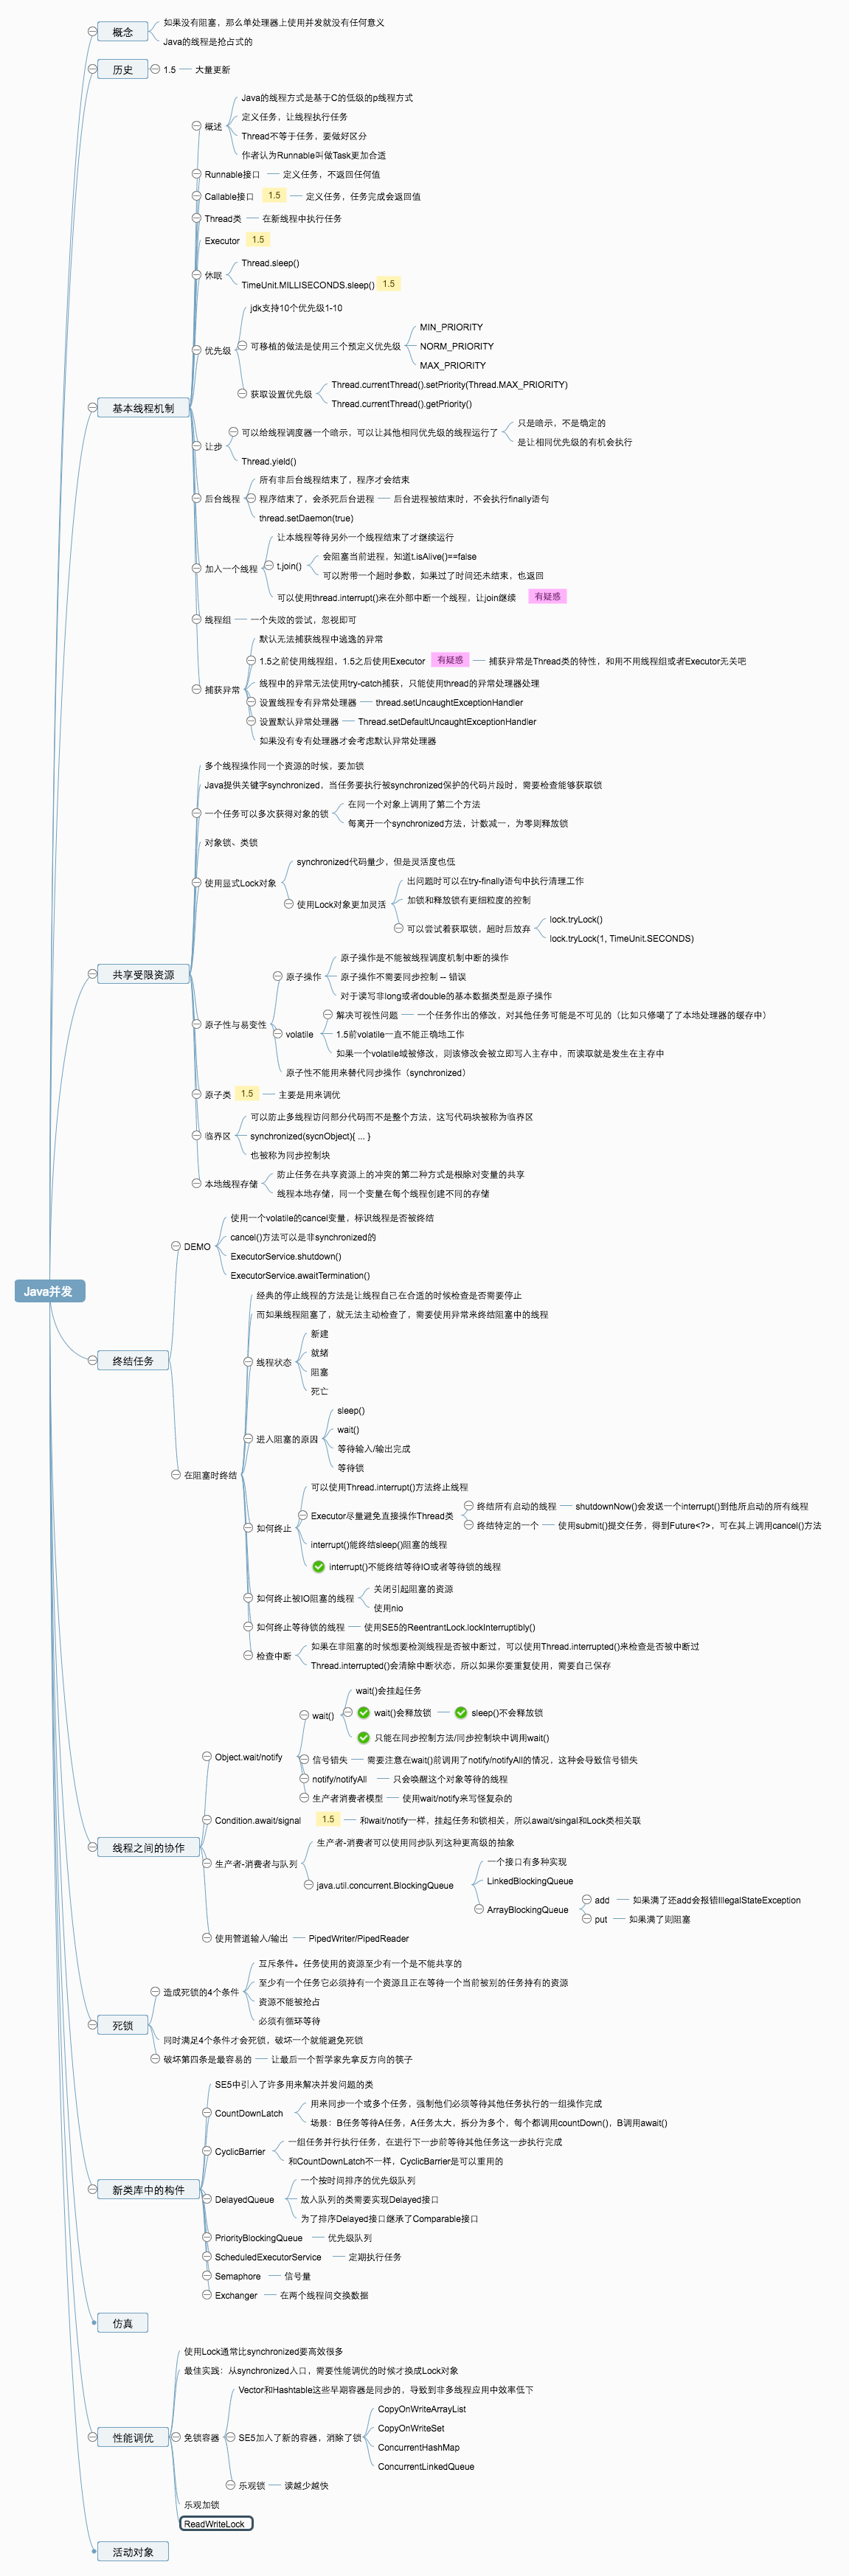 概念
如果没有阻塞，那么单处理器上使用并发就没有任何意义
Java的线程是抢占式的
历史
1.5
大量更新
基本线程机制
概述
Java的线程方式是基于C的低级的p线程方式
定义任务，让线程执行任务
Thread不等于任务，要做好区分
作者认为Runnable叫做Task更加合适
Runnable接口
定义任务，不返回任何值
Callable接口
1.5
定义任务，任务完成会返回值
Thread类
在新线程中执行任务
Executor
1.5
休眠
Thread.sleep()
TimeUnit.MILLISECONDS.sleep()
1.5
优先级
jdk支持10个优先级1-10
可移植的做法是使用三个预定义优先级
MIN_PRIORITY
NORM_PRIORITY
MAX_PRIORITY
获取设置优先级
Thread.currentThread().setPriority(Thread.MAX_PRIORITY)
Thread.currentThread().getPriority()
让步
可以给线程调度器一个暗示，可以让其他相同优先级的线程运行了
只是暗示，不是确定的
是让相同优先级的有机会执行
Thread.yield()
后台线程
所有非后台线程结束了，程序才会结束
程序结束了，会杀死后台进程
后台进程被结束时，不会执行finally语句
thread.setDaemon(true)
加入一个线程
让本线程等待另外一个线程结束了才继续运行
t.join()
会阻塞当前进程，知道t.isAlive()==false
可以附带一个超时参数，如果过了时间还未结束，也返回
可以使用thread.interrupt()来在外部中断一个线程，让join继续
有疑惑
线程组
一个失败的尝试，忽视即可
捕获异常
默认无法捕获线程中逃逸的异常
1.5之前使用线程组，1.5之后使用Executor
有疑惑
捕获异常是Thread类的特性，和用不用线程组或者Executor无关吧
线程中的异常无法使用try-catch捕获，只能使用thread的异常处理器处理
设置线程专有异常处理器
thread.setUncaughtExceptionHandler
设置默认异常处理器
Thread.setDefaultUncaughtExceptionHandler
如果没有专有处理器才会考虑默认异常处理器
共享受限资源
多个线程操作同一个资源的时候，要加锁
Java提供关键字synchronized，当任务要执行被synchronized保护的代码片段时，需要检查能够获取锁
一个任务可以多次获得对象的锁
在同一个对象上调用了第二个方法
每离开一个synchronized方法，计数减一，为零则释放锁
对象锁、类锁
使用显式Lock对象
synchronized代码量少，但是灵活度也低
使用Lock对象更加灵活
出问题时可以在try-finally语句中执行清理工作
加锁和释放锁有更细粒度的控制
可以尝试着获取锁，超时后放弃
lock.tryLock()
lock.tryLock(1, TimeUnit.SECONDS)
原子性与易变性
原子操作
原子操作是不能被线程调度机制中断的操作
原子操作不需要同步控制 -- 错误
对于读写非long或者double的基本数据类型是原子操作
volatile
解决可视性问题
一个任务作出的修改，对其他任务可能是不可见的（比如只修噶了了本地处理器的缓存中）
1.5前volatile一直不能正确地工作
如果一个volatile域被修改，则该修改会被立即写入主存中，而读取就是发生在主存中
原子性不能用来替代同步操作（synchronized）
原子类
1.5
主要是用来调优
临界区
可以防止多线程访问部分代码而不是整个方法，这写代码块被称为临界区
synchronized(sycnObject){ ... }
也被称为同步控制块
本地线程存储
防止任务在共享资源上的冲突的第二种方式是根除对变量的共享
线程本地存储，同一个变量在每个线程创建不同的存储
Java并发
终结任务
DEMO
使用一个volatile的cancel变量，标识线程是否被终结
cancel()方法可以是非synchronized的
ExecutorService.shutdown()
ExecutorService.awaitTermination()
在阻塞时终结
经典的停止线程的方法是让线程自己在合适的时候检查是否需要停止
而如果线程阻塞了，就无法主动检查了，需要使用异常来终结阻塞中的线程
线程状态
新建
就绪
阻塞
死亡
进入阻塞的原因
sleep()
wait()
等待输入/输出完成
等待锁
如何终止
可以使用Thread.interrupt()方法终止线程
Executor尽量避免直接操作Thread类
终结所有启动的线程
shutdownNow()会发送一个interrupt()到他所启动的所有线程
终结特定的一个
使用submit()提交任务，得到Future<?>，可在其上调用cancel()方法
interrupt()能终结sleep()阻塞的线程
interrupt()不能终结等待IO或者等待锁的线程
如何终止被IO阻塞的线程
关闭引起阻塞的资源
使用nio
如何终止等待锁的线程
使用SE5的ReentrantLock.lockInterruptibly()
检查中断
如果在非阻塞的时候想要检测线程是否被中断过，可以使用Thread.interrupted()来检查是否被中断过
Thread.interrupted()会清除中断状态，所以如果你要重复使用，需要自己保存
线程之间的协作
Object.wait/notify
wait()
wait()会挂起任务
wait()会释放锁
sleep()不会释放锁
只能在同步控制方法/同步控制块中调用wait()
信号错失
需要注意在wait()前调用了notify/notifyAll的情况，这种会导致信号错失
notify/notifyAll
只会唤醒这个对象等待的线程
生产者消费者模型
使用wait/notify来写怪复杂的
Condition.await/signal
1.5
和wait/notify一样，挂起任务和锁相关，所以await/singal和Lock类相关联
生产者-消费者与队列
生产者-消费者可以使用同步队列这种更高级的抽象
java.util.concurrent.BlockingQueue
一个接口有多种实现
LinkedBlockingQueue
ArrayBlockingQueue
add
如果满了还add会报错IllegalStateException
put
如果满了则阻塞
使用管道输入/输出
PipedWriter/PipedReader
死锁
造成死锁的4个条件
互斥条件。任务使用的资源至少有一个是不能共享的
至少有一个任务它必须持有一个资源且正在等待一个当前被别的任务持有的资源
资源不能被抢占
必须有循环等待
同时满足4个条件才会死锁，破坏一个就能避免死锁
破坏第四条是最容易的
让最后一个哲学家先拿反方向的筷子
新类库中的构件
SE5中引入了许多用来解决并发问题的类
CountDownLatch
用来同步一个或多个任务，强制他们必须等待其他任务执行的一组操作完成
场景：B任务等待A任务，A任务太大，拆分为多个，每个都调用countDown()，B调用await()
CyclicBarrier
一组任务并行执行任务，在进行下一步前等待其他任务这一步执行完成
和CountDownLatch不一样，CyclicBarrier是可以重用的
DelayedQueue
一个按时间排序的优先级队列
放入队列的类需要实现Delayed接口
为了排序Delayed接口继承了Comparable接口
PriorityBlockingQueue
优先级队列
ScheduledExecutorService
定期执行任务
Semaphore
信号量
Exchanger
在两个线程间交换数据
仿真
性能调优
使用Lock通常比synchronized要高效很多
最佳实践：从synchronized入口，需要性能调优的时候才换成Lock对象
免锁容器
Vector和Hashtable这些早期容器是同步的，导致到非多线程应用中效率低下
SE5加入了新的容器，消除了锁
CopyOnWriteArrayList
CopyOnWriteSet
ConcurrentHashMap
ConcurrentLinkedQueue
乐观锁
读越少越快
乐观加锁
ReadWriteLock
活动对象